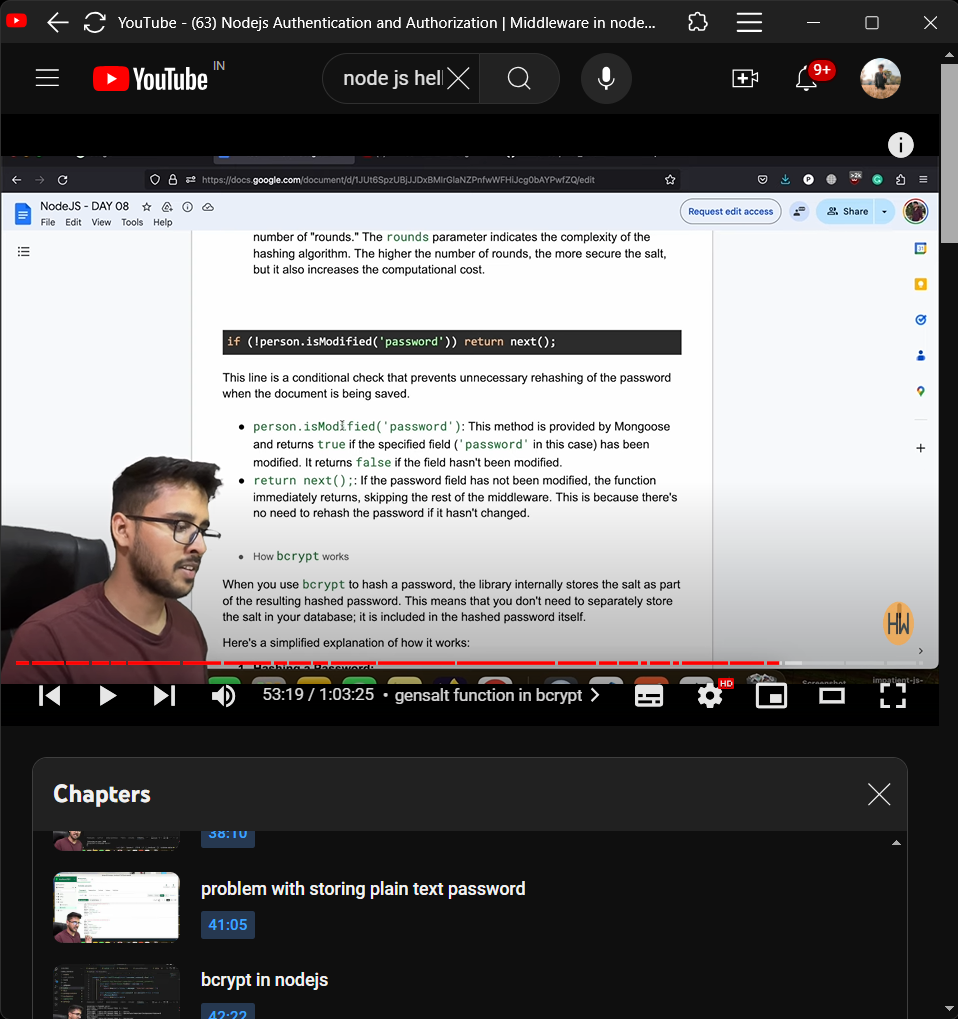 YouTube - (63) Nodejs Authentication and Authorization | Middleware in node...
YouTube IN
node js hell
9+
https://docs.google.com/document/d/1JUt6SpzUBjJJDxBMIrGlaNZPnfwWFHiJcg0bAYPwfZQ/edit
NodeJS - DAY 08
File Edit View Tools Help
Request edit access
Share
number of "rounds." The rounds parameter indicates the complexity of the
hashing algorithm. The higher the number of rounds, the more secure the salt,
but it also increases the computational cost.
if (!person.isModified('password')) return next();
This line is a conditional check that prevents unnecessary rehashing of the password
when the document is being saved.
● person.isModified('password'): This method is provided by Mongoose
and returns true if the specified field ('password' in this case) has been
modified. It returns false if the field hasn't been modified.
● return next();: If the password field has not been modified, the function
immediately returns, skipping the rest of the middleware. This is because there's
no need to rehash the password if it hasn't changed.
● How bcrypt works
When you use bcrypt to hash a password, the library internally stores the salt as part
of the resulting hashed password. This means that you don't need to separately store
the salt in your database; it is included in the hashed password itself.
Here's a simplified explanation of how it works:
1. Hashing a Password:
HW
Screenshot
impatient-js-
53:19 / 1:03:25 • gensalt function in bcrypt
HD
Chapters
38:10
problem with storing plain text password
41:05
bcrypt in nodejs
42:22